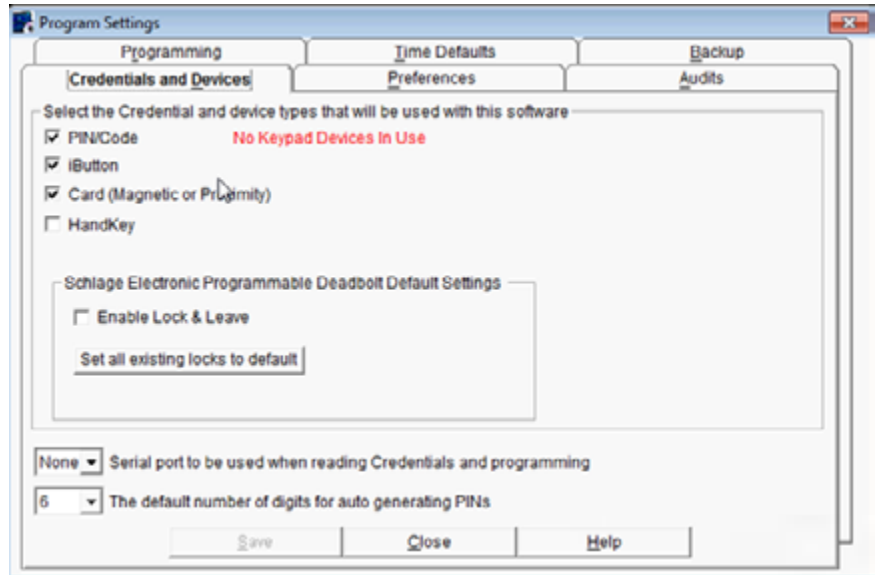 Program Settings
Programming Time Defaults Backup
Credentials and Devices Preferences Audits
Select the Credential and device types that will be used with this software
PIN/Code No Keypad Devices In Use
iButton
Card (Magnetic or Proximity)
HandKey
Schlage Electronic Programmable Deadbolt Default Settings
Enable Lock & Leave
Set all existing locks to default
None Serial port to be used when reading Credentials and programming
6 The default number of digits for auto generating PINs
Save Close Help